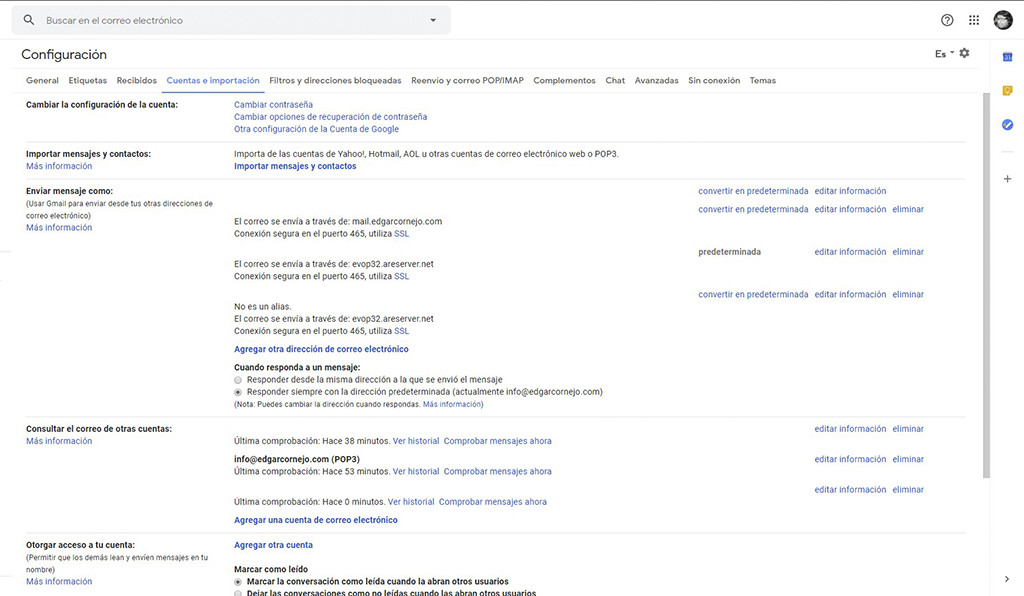 Buscar en el correo electrónico
Configuración
Es
General Etiquetas Recibidos Cuentas e importación Filtros y direcciones bloqueadas Reenvío y correo POP/IMAP Complementos Chat Avanzadas Sin conexión Temas
Cambiar la configuración de la cuenta:
Cambiar contraseña
Cambiar opciones de recuperación de contraseña
Otra configuración de la Cuenta de Google
Importar mensajes y contactos:
Más información
Importa de las cuentas de Yahoo!, Hotmail, AOL u otras cuentas de correo electrónico web o POP3.
Importar mensajes y contactos
Enviar mensaje como:
(Usar Gmail para enviar desde tus otras direcciones de
correo electrónico)
Más información
convertir en predeterminada editar información
convertir en predeterminada editar información eliminar
El correo se envía a través de: mail.edgarcornejo.com
Conexión segura en el puerto 465, utiliza SSL
predeterminada editar información eliminar
El correo se envía a través de: evop32.areserver.net
Conexión segura en el puerto 465, utiliza SSL
convertir en predeterminada editar información eliminar
No es un alias.
El correo se envía a través de: evop32.areserver.net
Conexión segura en el puerto 465, utiliza SSL
Agregar otra dirección de correo electrónico
Cuando responda a un mensaje:
Responder desde la misma dirección a la que se envió el mensaje
Responder siempre con la dirección predeterminada (actualmente info@edgarcornejo.com)
(Nota: Puedes cambiar la dirección cuando respondas. Más información)
Consultar el correo de otras cuentas:
Más información
editar información eliminar
Última comprobación: Hace 38 minutos. Ver historial Comprobar mensajes ahora
info@edgarcornejo.com (POP3) editar información eliminar
Última comprobación: Hace 53 minutos. Ver historial Comprobar mensajes ahora
editar información eliminar
Última comprobación: Hace 0 minutos. Ver historial Comprobar mensajes ahora
Agregar una cuenta de correo electrónico
Otorgar acceso a tu cuenta:
(Permitir que los demás lean y envíen mensajes en tu
nombre)
Más información
Agregar otra cuenta
Marcar como leído
Marcar la conversación como leída cuando la abran otros usuarios
Dejar las conversaciones como no leídas cuando las abran otros usuarios
31